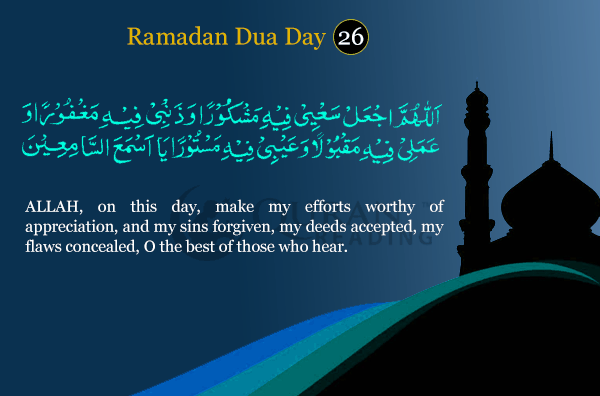 Ramadan Dua Day 26
اَللّٰهُمَّ اجْعَلْ سَعْيِيْ فِيْهِ مَشْكُوْرًا وَ ذَنْبِيْ فِيْهِ مَغْفُوْرًا وَ
عَمَلِيْ فِيْهِ مَقْبُوْلًا وَ عَيْبِيْ فِيْهِ مَسْتُوْرًا يَا اَسْمَعَ السَّامِعِيْنَ
ALLAH, on this day, make my efforts worthy of
appreciation, and my sins forgiven, my deeds accepted, my
flaws concealed, O the best of those who hear.